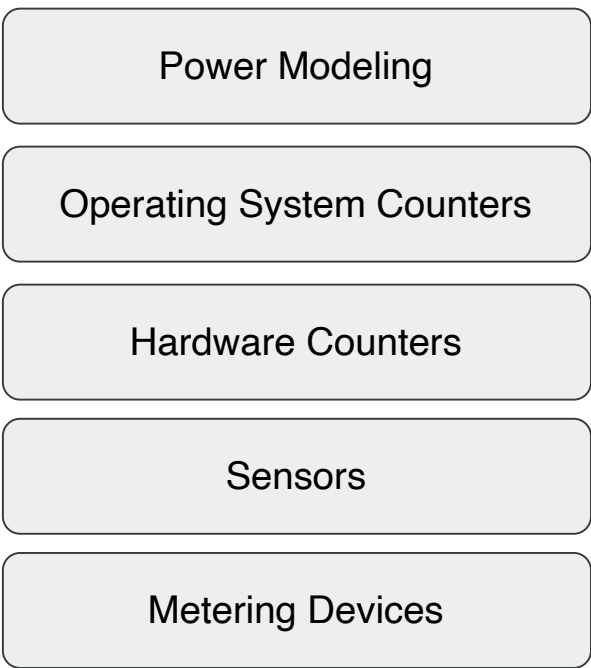 Power Modeling
Operating System Counters
Hardware Counters
Sensors
Metering Devices